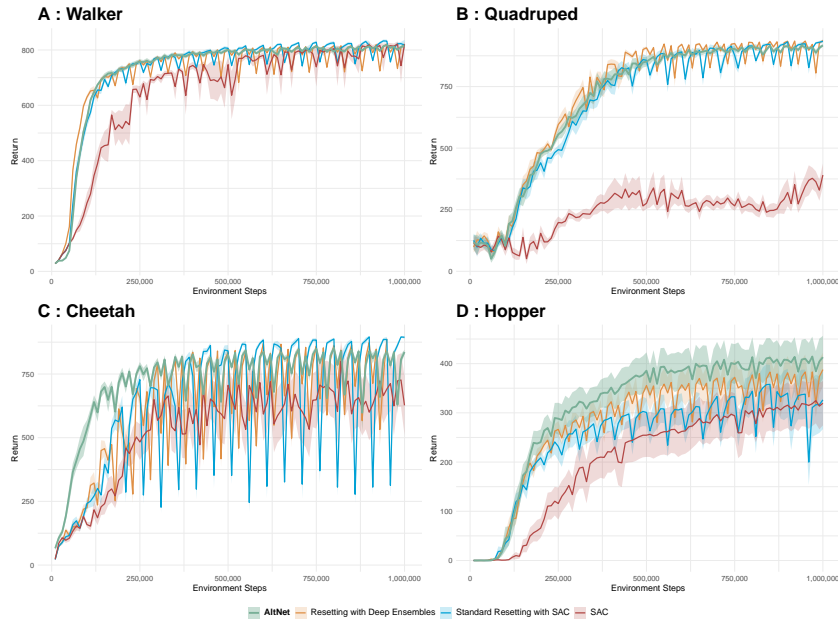 A : Walker
800
600
400
200
0
Return
0
250,000
500,000
750,000
1,000,000
Environment Steps
B : Quadruped
750
500
250
0
Return
0
250,000
500,000
750,000
1,000,000
Environment Steps
C : Cheetah
750
500
250
0
Return
0
250,000
500,000
750,000
1,000,000
Environment Steps
D : Hopper
400
300
200
100
0
Return
0
250,000
500,000
750,000
1,000,000
Environment Steps
AltNet Resetting with Deep Ensembles Standard Resetting with SAC SAC